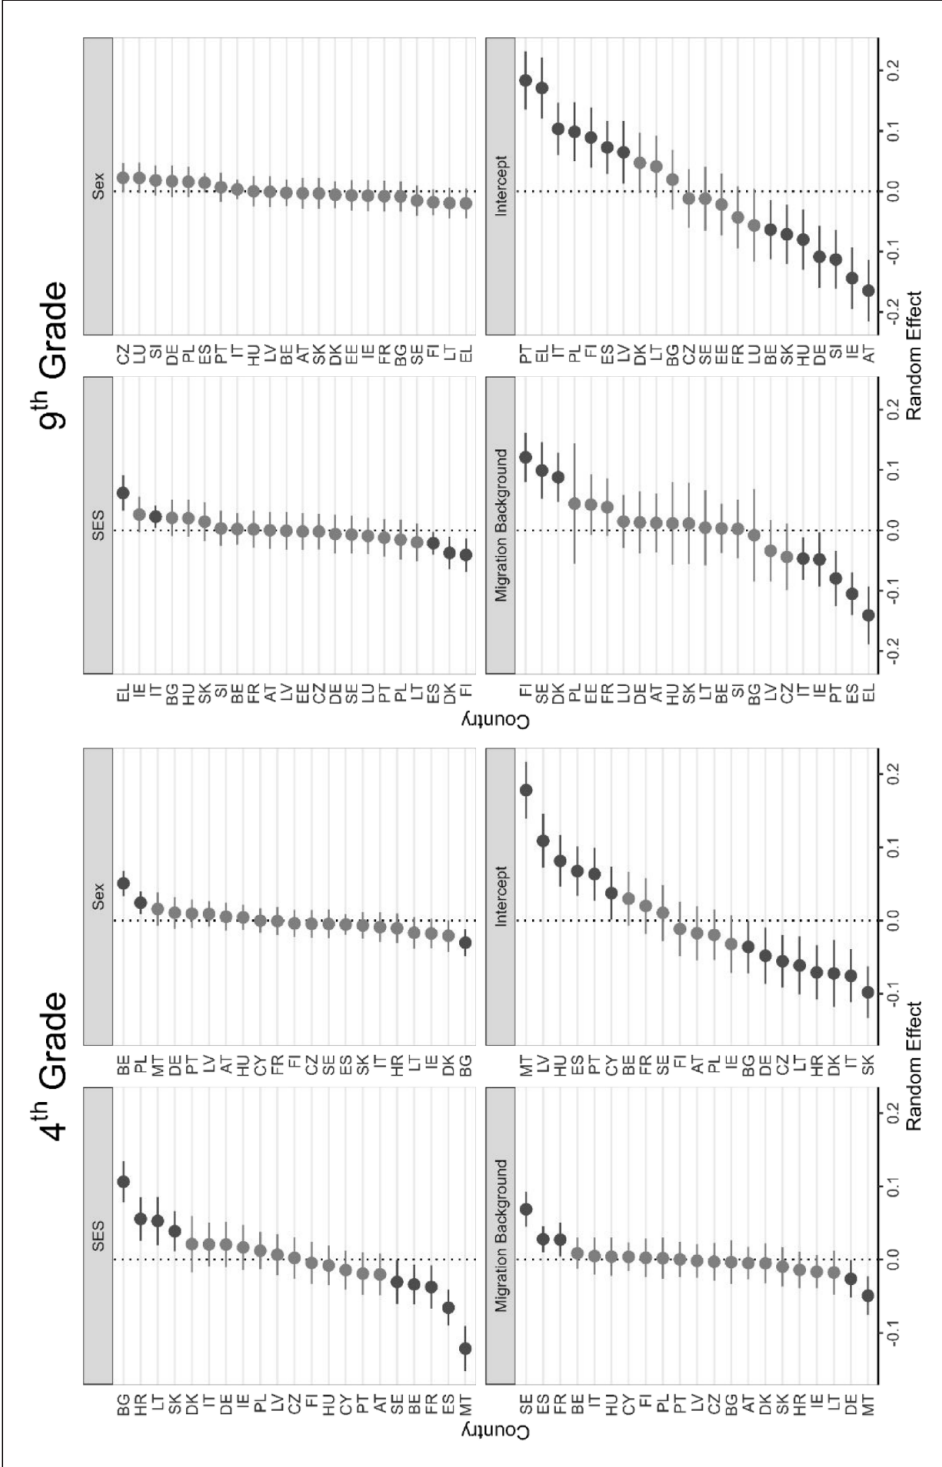 4th Grade
SES
BG
HR
LT
SK
DK
IT
DE
IE
PL
LV
CZ
FI
HU
CY
PT
AT
SE
BE
FR
ES
MT
Sex
BE
PL
MT
DE
PT
LV
AT
HU
CY
FR
FI
CZ
SE
ES
SK
IT
HR
LT
IE
DK
BG
Country
Migration Background
SE
ES
FR
BE
IT
HU
CY
FI
PL
PT
LV
CZ
BG
AT
DK
SK
HR
IE
LT
DE
MT
-0.1 0.0 0.1 0.2
Intercept
MT
LV
HU
ES
PT
CY
BE
FR
SE
FI
AT
PL
IE
BG
DE
CZ
LT
HR
DK
IT
SK
-0.1 0.0 0.1 0.2
Random Effect
9th Grade
SES
EL
IE
IT
BG
HU
SK
SI
BE
FR
AT
LV
EE
CZ
DE
SE
LU
PT
PL
LT
ES
DK
FI
Sex
CZ
LU
SI
DE
PL
ES
PT
IT
HU
LV
BE
AT
SK
DK
EE
IE
FR
BG
SE
FI
LT
EL
Country
Migration Background
FI
SE
DK
PL
EE
FR
LU
DE
AT
HU
SK
LT
BE
SI
BG
LV
CZ
IT
IE
PT
ES
EL
-0.2 -0.1 0.0 0.1 0.2
Intercept
PT
EL
IT
PL
FI
ES
LV
DK
LT
BG
CZ
SE
EE
FR
LU
BE
SK
HU
DE
SI
IE
AT
-0.2 -0.1 0.0 0.1 0.2
Random Effect